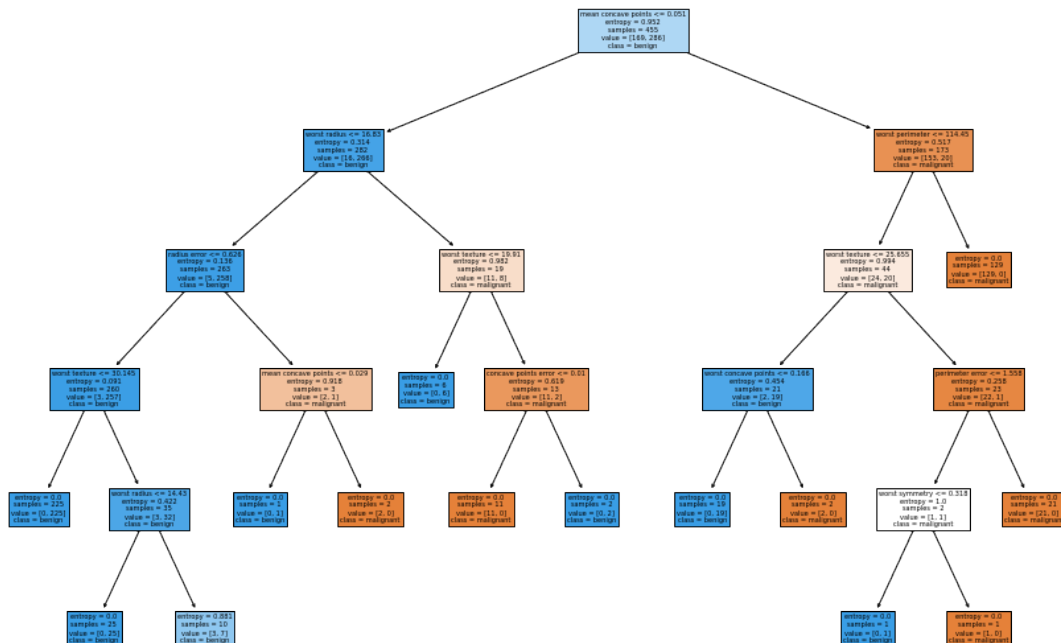 mean concave points <= 0.051
entropy = 0.952
samples = 455
value = [169, 286]
class = benign
worst radius <= 16.83
entropy = 0.314
samples = 282
value = [16, 266]
class = benign
worst perimeter <= 114.45
entropy = 0.517
samples = 173
value = [153, 20]
class = malignant
radius error <= 0.626
entropy = 0.136
samples = 263
value = [5, 258]
class = benign
worst texture <= 19.91
entropy = 0.982
samples = 19
value = [11, 8]
class = malignant
worst texture <= 25.655
entropy = 0.994
samples = 44
value = [24, 20]
class = malignant
entropy = 0.0
samples = 129
value = [129, 0]
class = malignant
worst texture <= 30.145
entropy = 0.091
samples = 260
value = [3, 257]
class = benign
mean concave points <= 0.029
entropy = 0.918
samples = 3
value = [2, 1]
class = malignant
entropy = 0.0
samples = 6
value = [0, 6]
class = benign
concave points error <= 0.01
entropy = 0.619
samples = 13
value = [11, 2]
class = malignant
worst concave points <= 0.166
entropy = 0.454
samples = 21
value = [2, 19]
class = benign
perimeter error <= 1.558
entropy = 0.258
samples = 23
value = [22, 1]
class = malignant
entropy = 0.0
samples = 225
value = [0, 225]
class = benign
worst radius <= 14.43
entropy = 0.422
samples = 35
value = [3, 32]
class = benign
entropy = 0.0
samples = 1
value = [0, 1]
class = benign
entropy = 0.0
samples = 2
value = [2, 0]
class = malignant
entropy = 0.0
samples = 11
value = [11, 0]
class = malignant
entropy = 0.0
samples = 2
value = [0, 2]
class = benign
entropy = 0.0
samples = 19
value = [0, 19]
class = benign
entropy = 0.0
samples = 2
value = [2, 0]
class = malignant
worst symmetry <= 0.318
entropy = 1.0
samples = 2
value = [1, 1]
class = malignant
entropy = 0.0
samples = 21
value = [21, 0]
class = malignant
entropy = 0.0
samples = 25
value = [0, 25]
class = benign
entropy = 0.881
samples = 10
value = [3, 7]
class = benign
entropy = 0.0
samples = 1
value = [0, 1]
class = benign
entropy = 0.0
samples = 1
value = [1, 0]
class = malignant